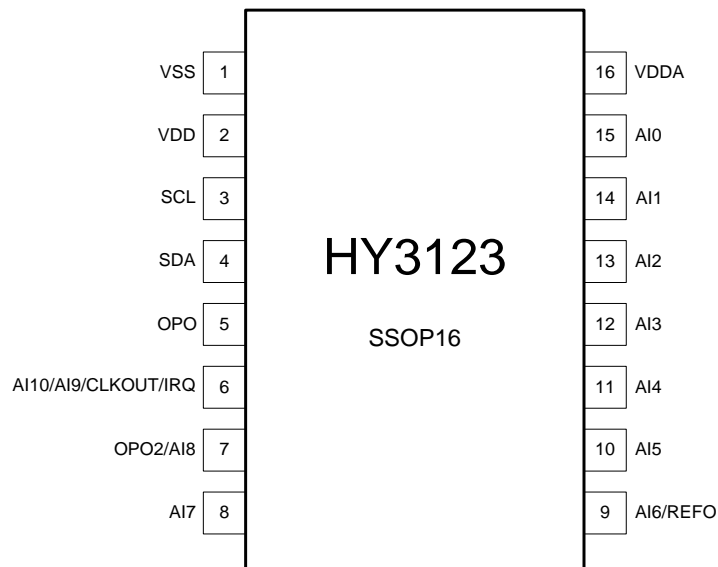 VSS 1 16 VDDA
VDD 2 15 AI0
SCL 3 14 AI1
HY3123
SDA 4 13 AI2
SSOP16
OPO 5 12 AI3
AI10/AI9/CLKOUT/IRQ 6 11 AI4
OPO2/AI8 7 10 AI5
AI7 8 9 AI6/REFO